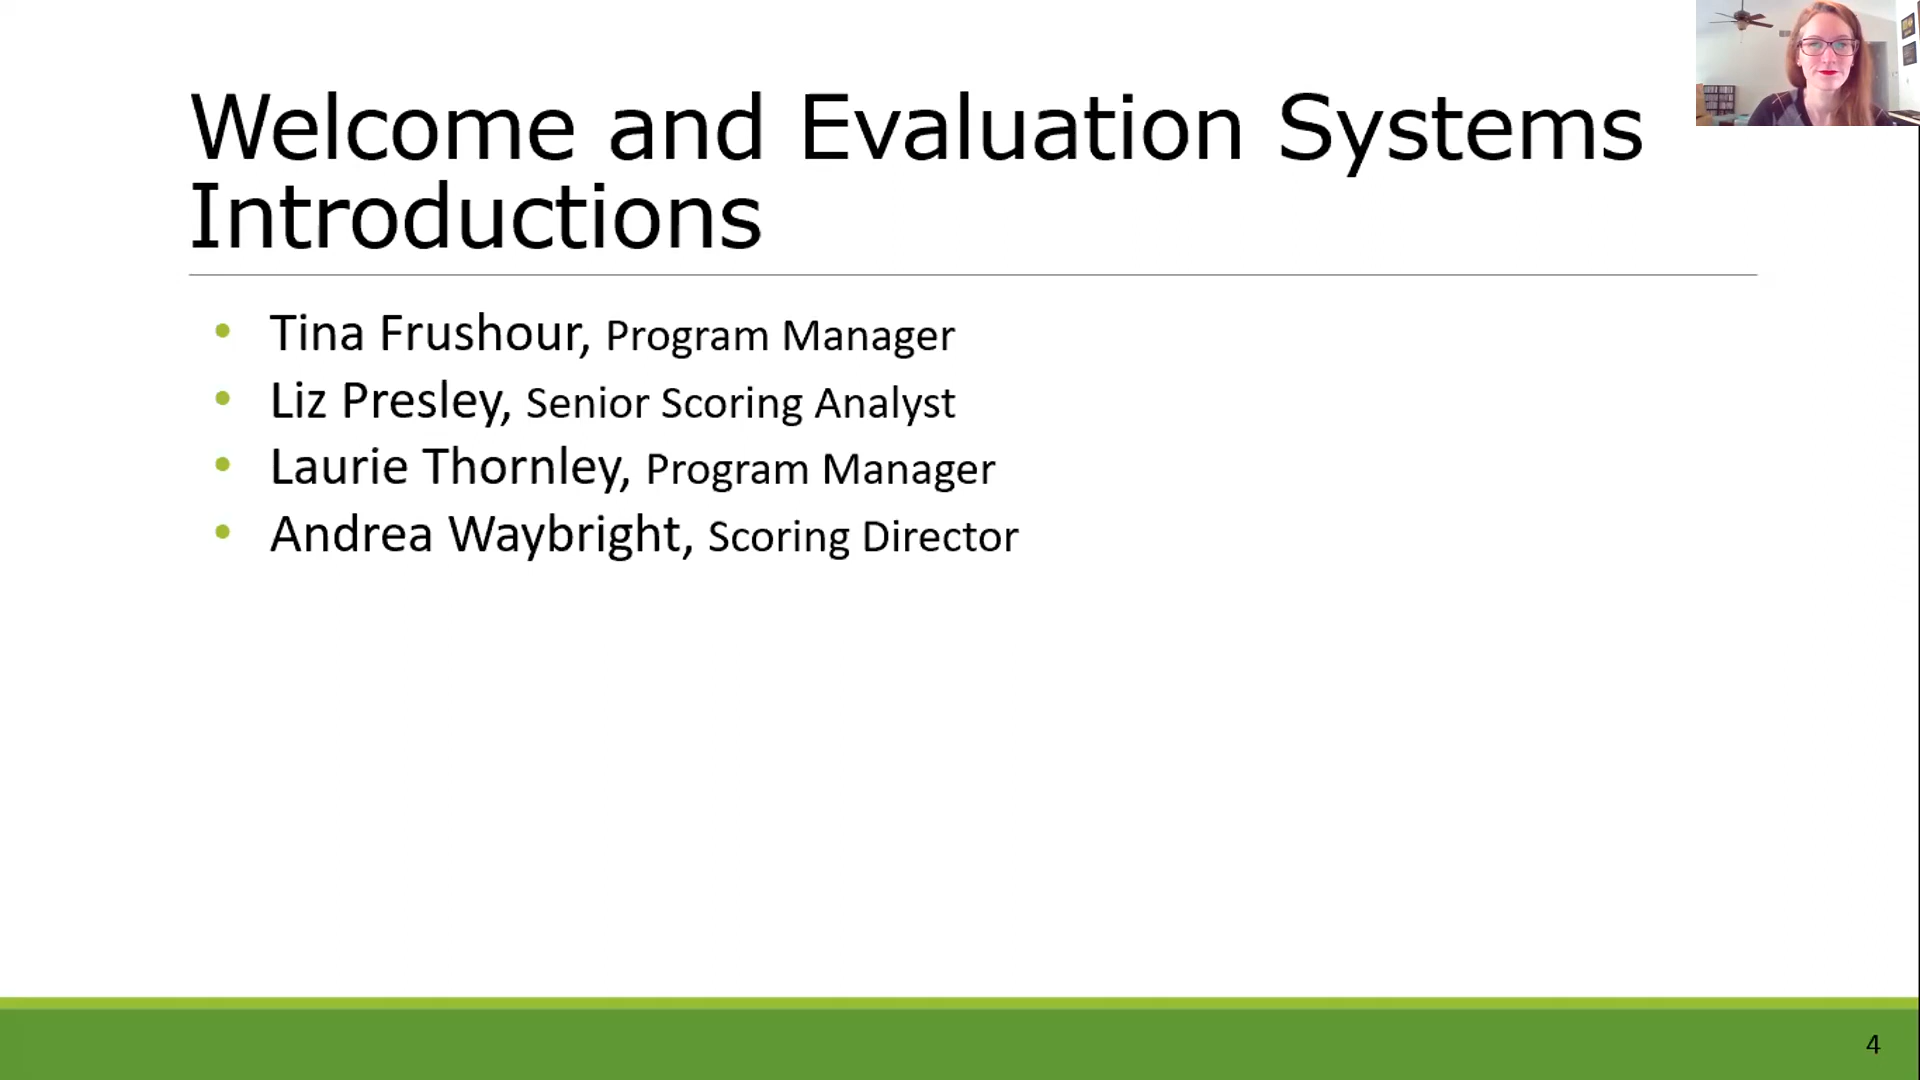 Welcome and Evaluation Systems
Introductions
• Tina Frushour, Program Manager
• Liz Presley, Senior Scoring Analyst
• Laurie Thornley, Program Manager
• Andrea Waybright, Scoring Director
4